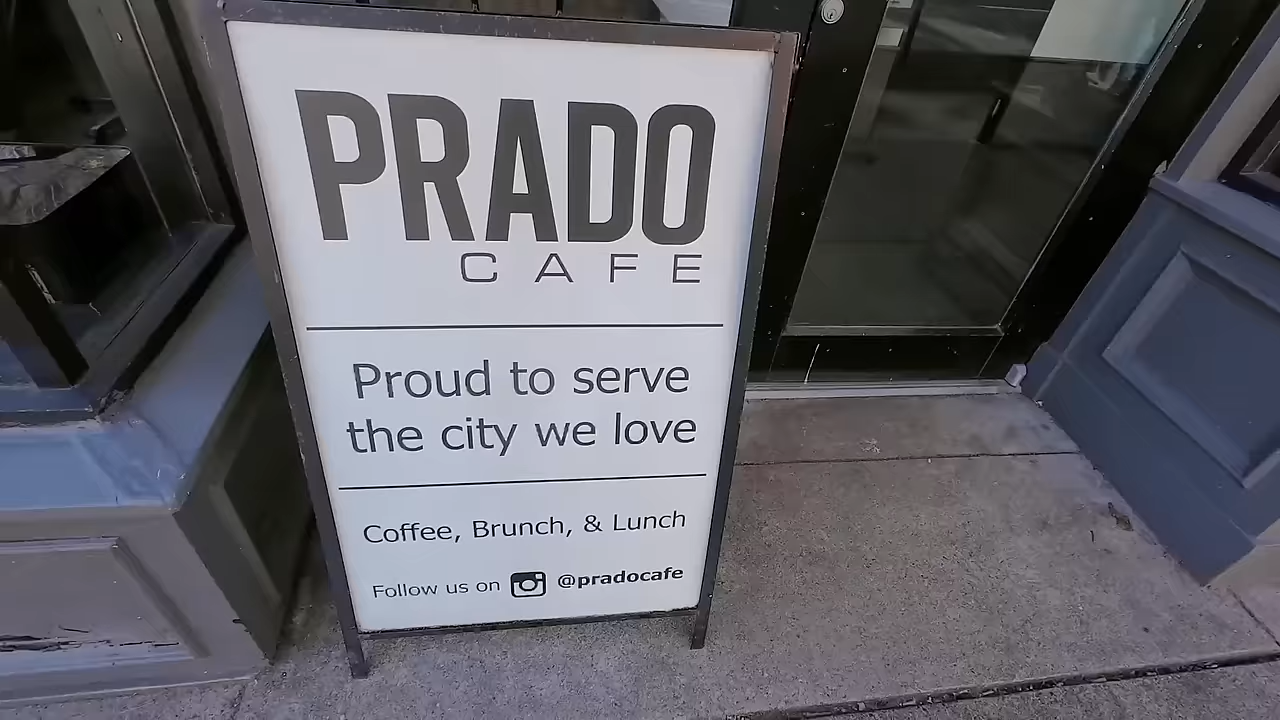 PRADO
CAFE
Proud to serve
the city we love
Coffee, Brunch, & Lunch
Follow us on @pradocafe